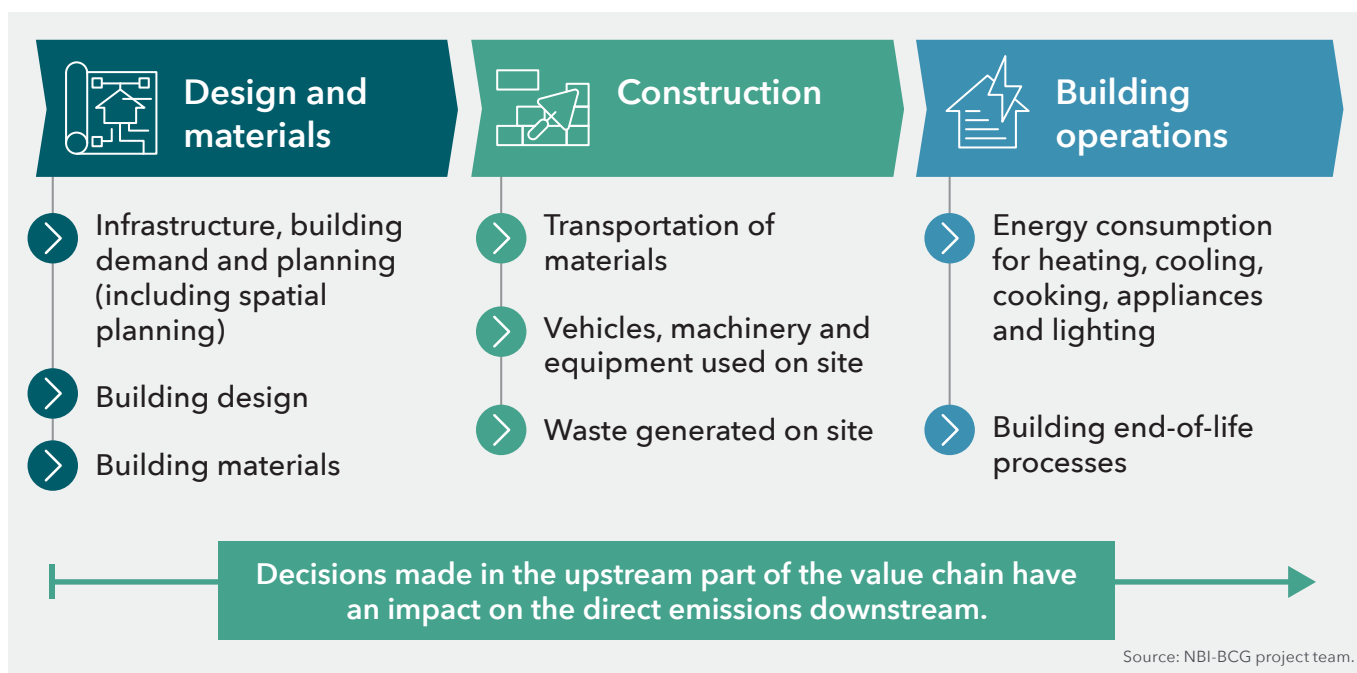 Design and
materials
Infrastructure, building
demand and planning
(including spatial
planning)
Building design
Building materials
Construction
Transportation of
materials
Vehicles, machinery and
equipment used on site
Waste generated on site
Building
operations
Energy consumption
for heating, cooling,
cooking, appliances
and lighting
Building end-of-life
processes
Decisions made in the upstream part of the value chain have
an impact on the direct emissions downstream.
Source: NBI-BCG project team.